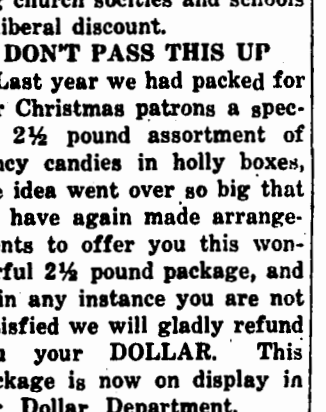 church socities and schools
iberal discount.
DON'T PASS THIS UP
Last year we had packed for
r Christmas patrons a spec-
2½ pound assortment of
ncy candies in holly boxes,
e idea went over so big that
have again made arrange-
nts to offer you this won-
rful 2½ pound package, and
in any instance you are not
isfied we will gladly refund
your DOLLAR. This
ckage is now on display in
r Dollar Department.